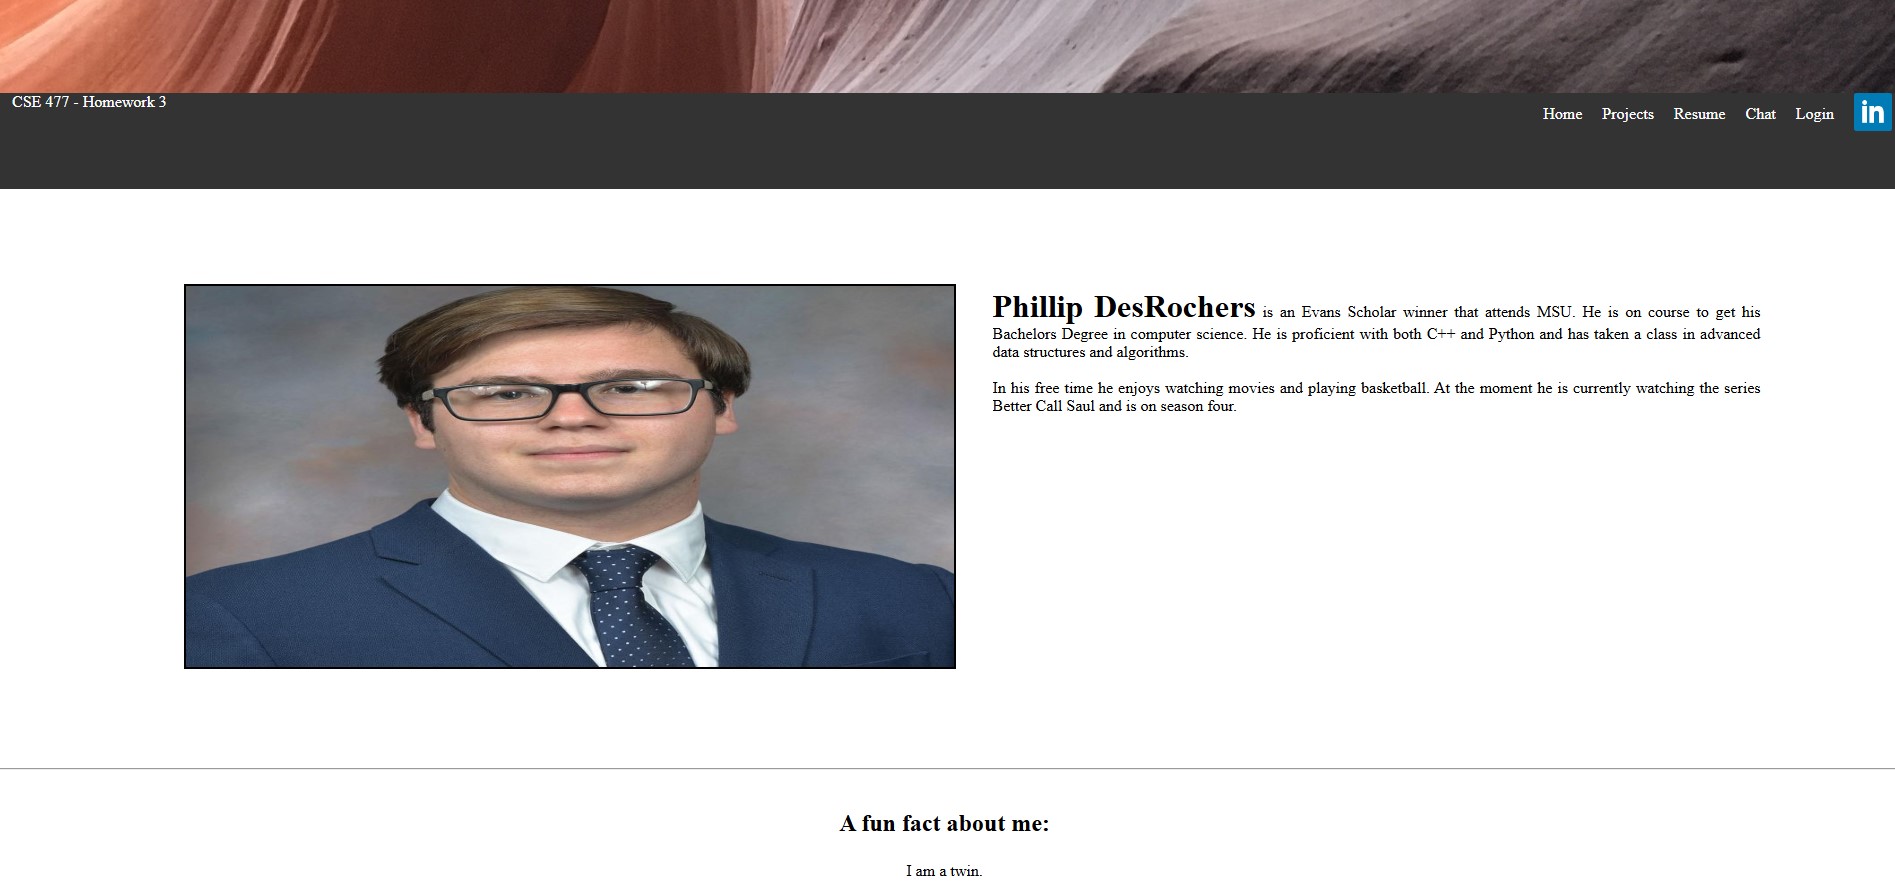 CSE 477 - Homework 3
Home Projects Resume Chat Login in
Phillip DesRochers is an Evans Scholar winner that attends MSU. He is on course to get his
Bachelors Degree in computer science. He is proficient with both C++ and Python and has taken a class in advanced
data structures and algorithms.
In his free time he enjoys watching movies and playing basketball. At the moment he is currently watching the series
Better Call Saul and is on season four.
A fun fact about me:
I am a twin.